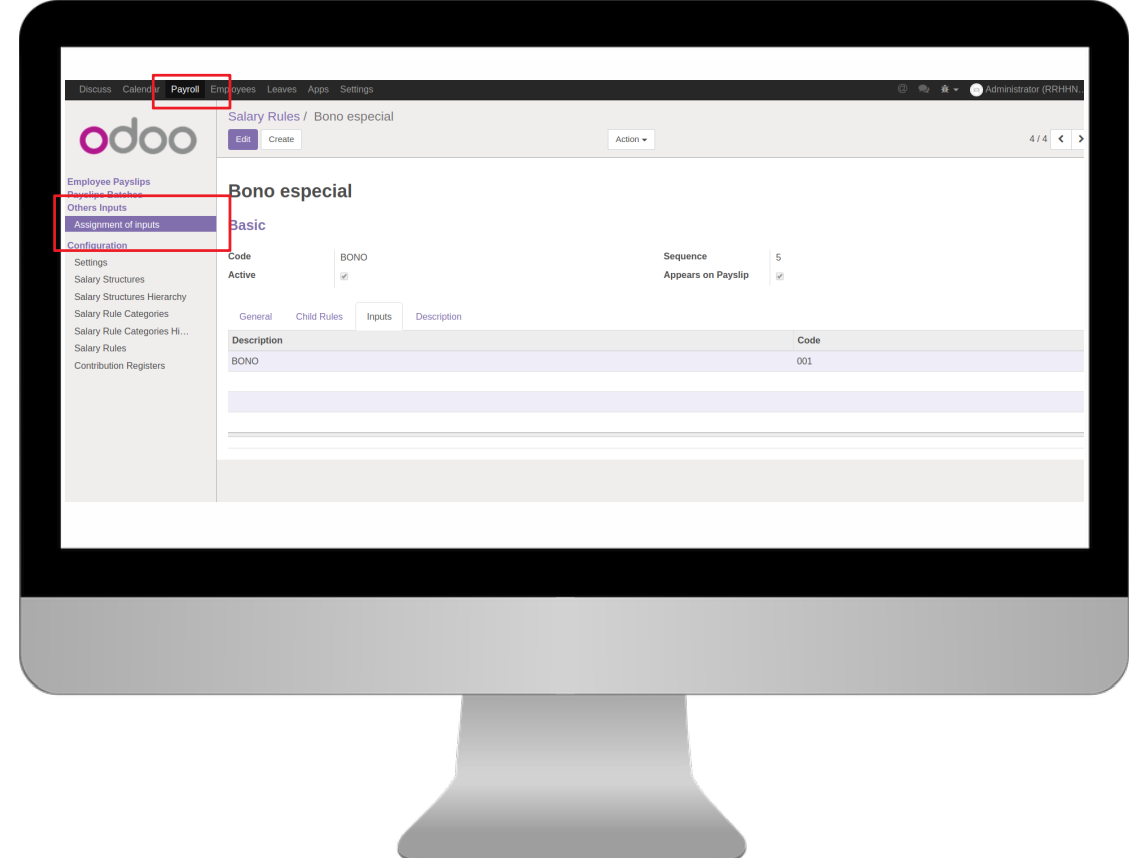 Discuss Calendar Payroll Employees Leaves Apps Settings
@ Administrator (RRHHN...
odoo
Salary Rules / Bono especial
Edit Create Action 4 / 4
Employee Payslips
Payslips Batches
Others Inputs
Assignment of inputs
Configuration
Settings
Salary Structures
Salary Structures Hierarchy
Salary Rule Categories
Salary Rule Categories Hi...
Salary Rules
Contribution Registers
Bono especial
Basic
Code BONO Sequence 5
Active Appears on Payslip
General Child Rules Inputs Description
Description Code
BONO 001